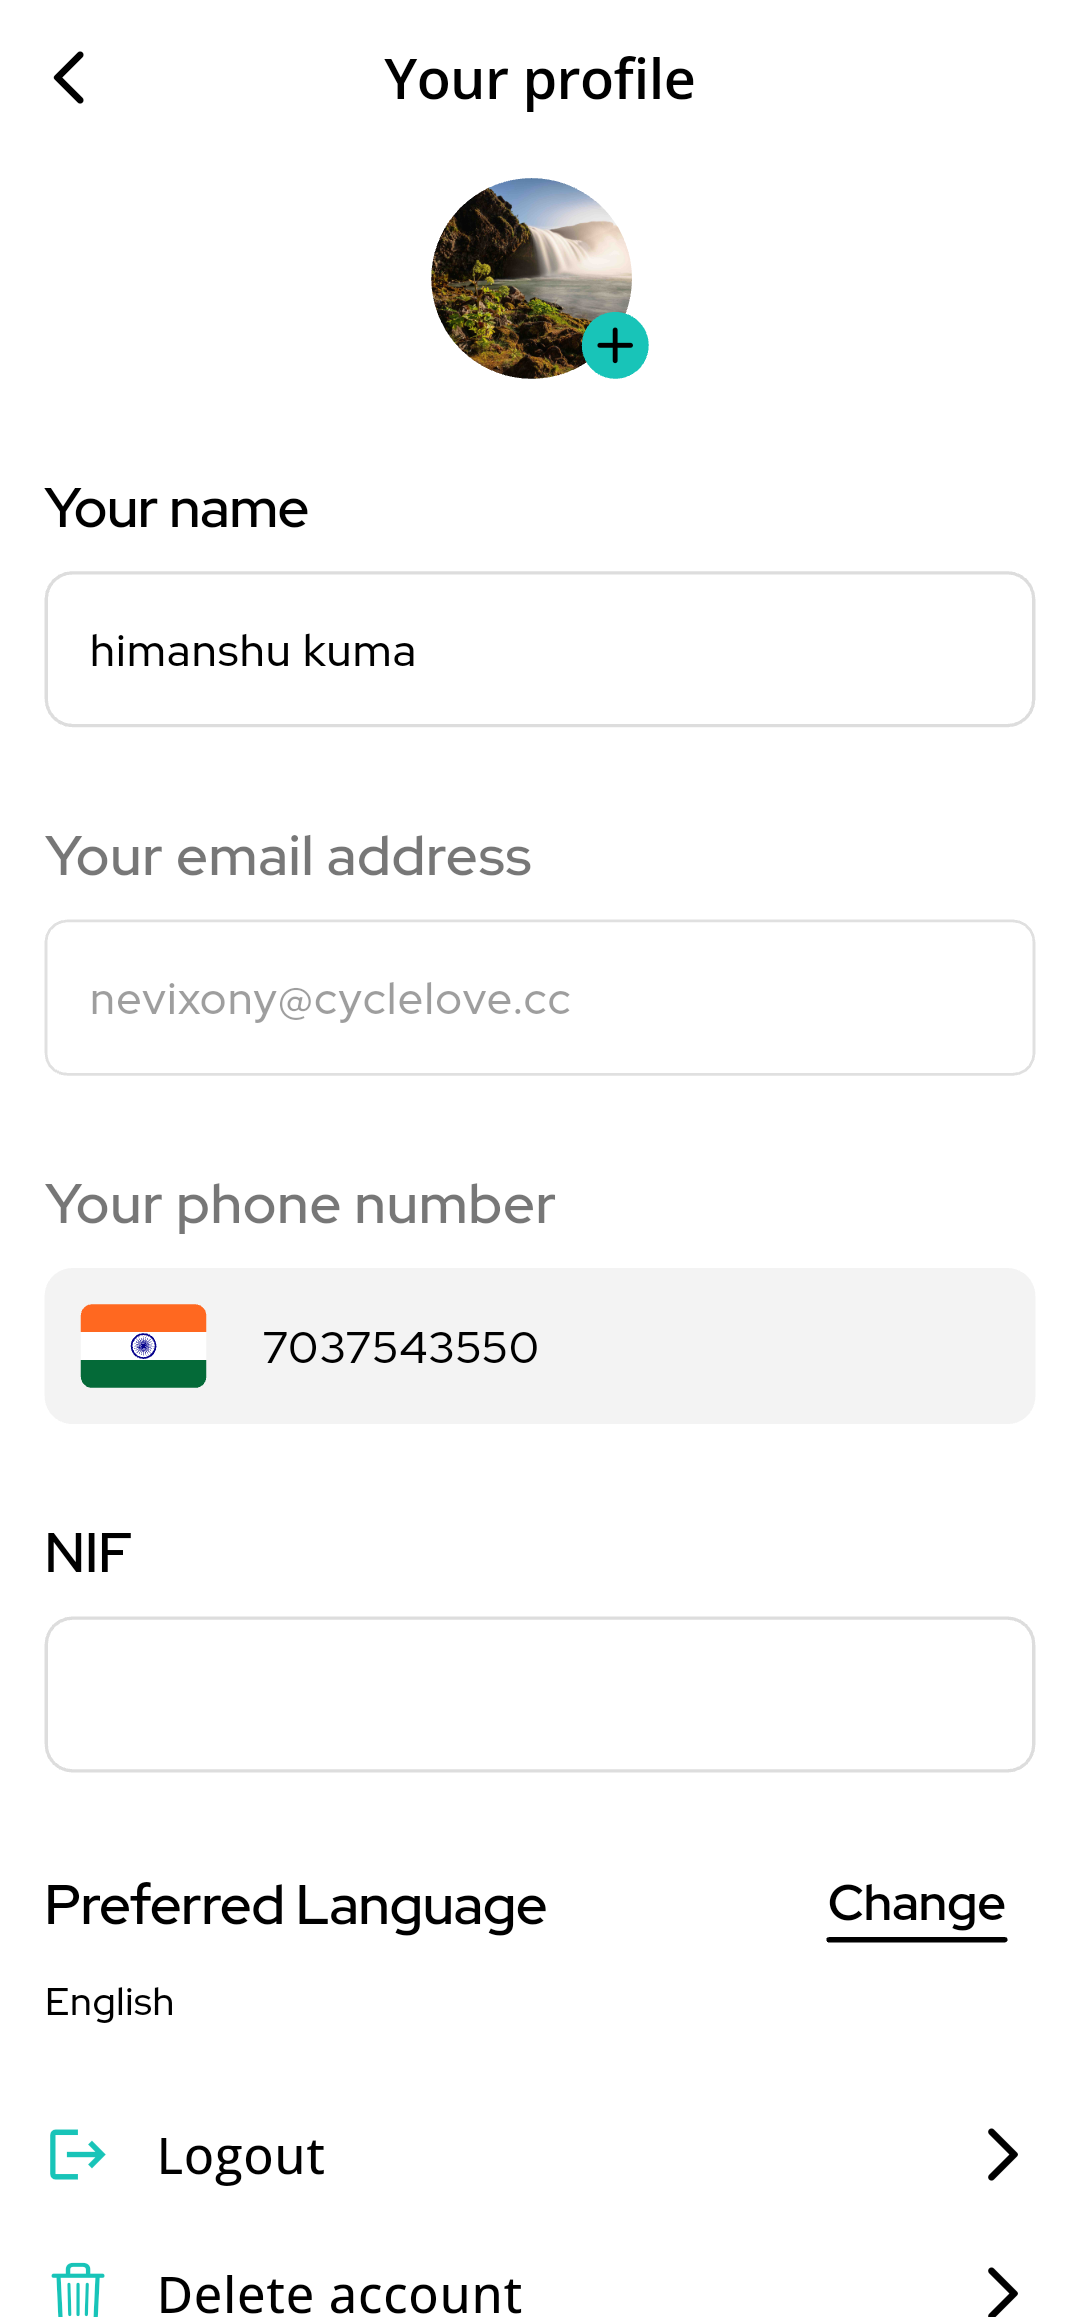 Your profile
Your name
himanshu kuma
Your email address
nevixony@cyclelove.cc
Your phone number
7037543550
NIF
Preferred Language
Change
English
Logout
Delete account